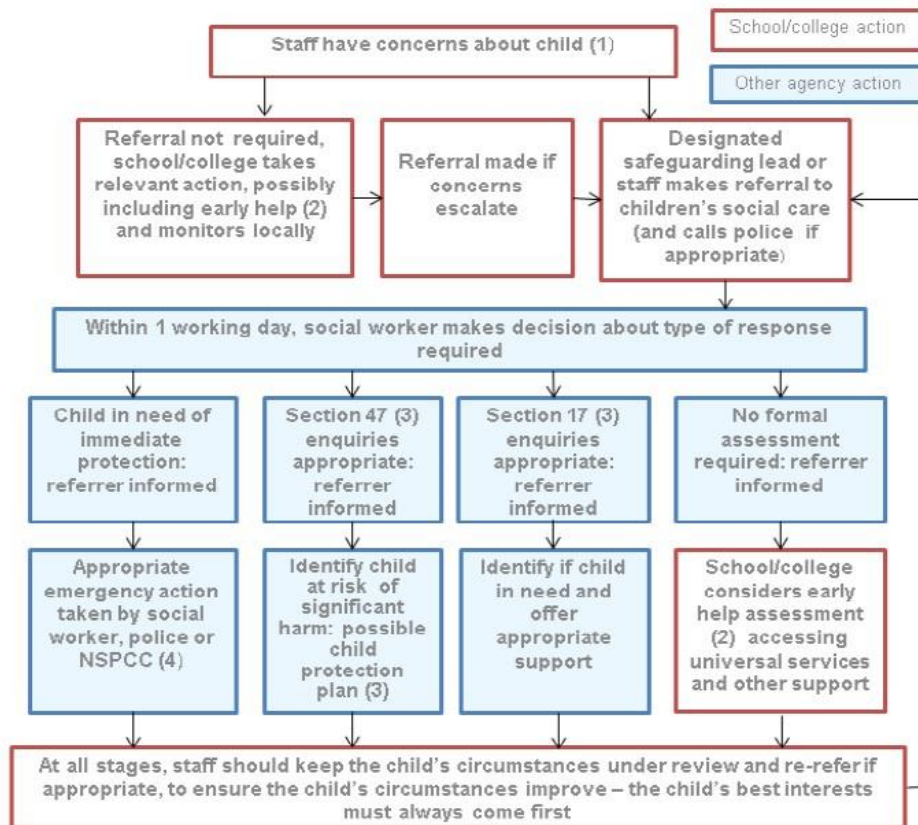 School/college action
Staff have concerns about child (1)
Other agency action
Referral not required,
school/college takes
relevant action, possibly
including early help (2)
and monitors locally
Referral made if
concerns
escalate
Designated
safeguarding lead or
staff makes referral to
children's social care
(and calls police if
appropriate)
Within 1 working day, social worker makes decision about type of response
required
Child in need of
immediate
protection:
referrer informed
Section 47 (3)
enquiries
appropriate:
referrer
informed
Section 17 (3)
enquiries
appropriate:
referrer
informed
No formal
assessment
required: referrer
informed
Appropriate
emergency action
taken by social
worker, police or
NSPCC (4)
Identify child
at risk of
significant
harm: possible
child
protection
plan (3)
Identify if child
in need and
offer
appropriate
support
School/college
considers early
help assessment
(2) accessing
universal services
and other support
At all stages, staff should keep the child's circumstances under review and re-refer if
appropriate, to ensure the child's circumstances improve – the child's best interests
must always come first